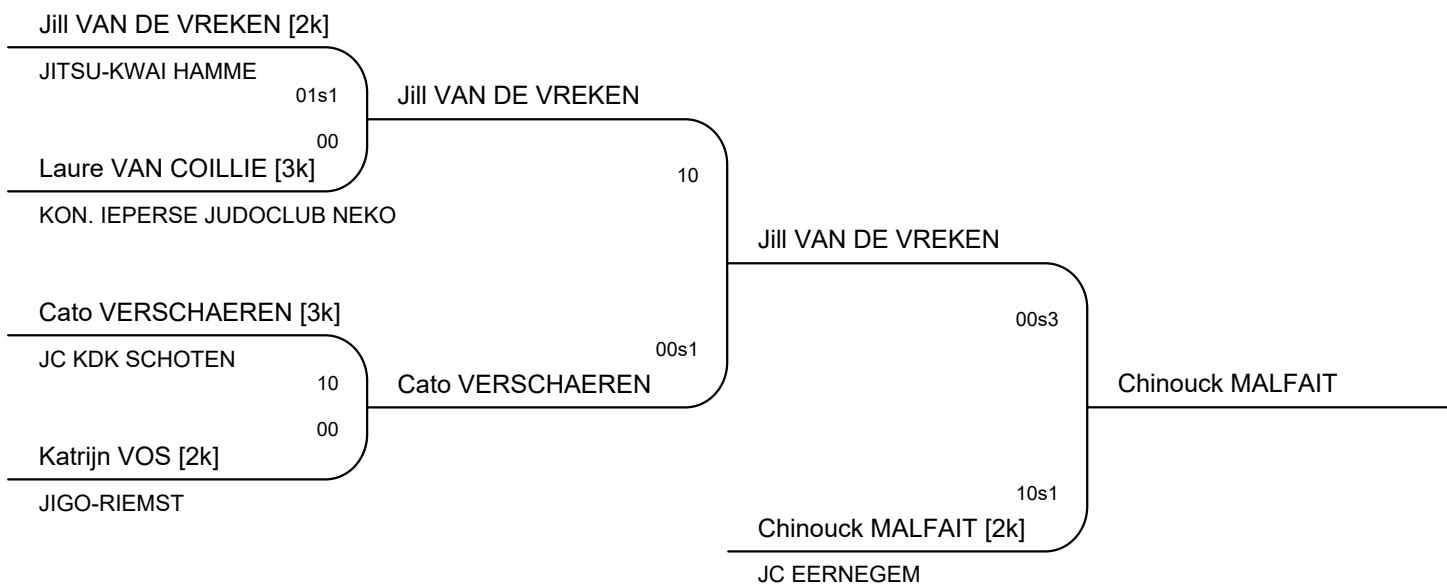 Jill VAN DE VREKEN [2k]
JITSU-KWAI HAMME
01s1
Jill VAN DE VREKEN
00
Laure VAN COILLIE [3k]
10
KON. IEPERSE JUDOCLUB NEKO
Jill VAN DE VREKEN
Cato VERSCHAEREN [3k]
00s3
JC KDK SCHOTEN
00s1
10
Cato VERSCHAEREN
Chinouck MALFAIT
00
Katrijn VOS [2k]
JIGO-RIEMST
10s1
Chinouck MALFAIT [2k]
JC EERNEGEM